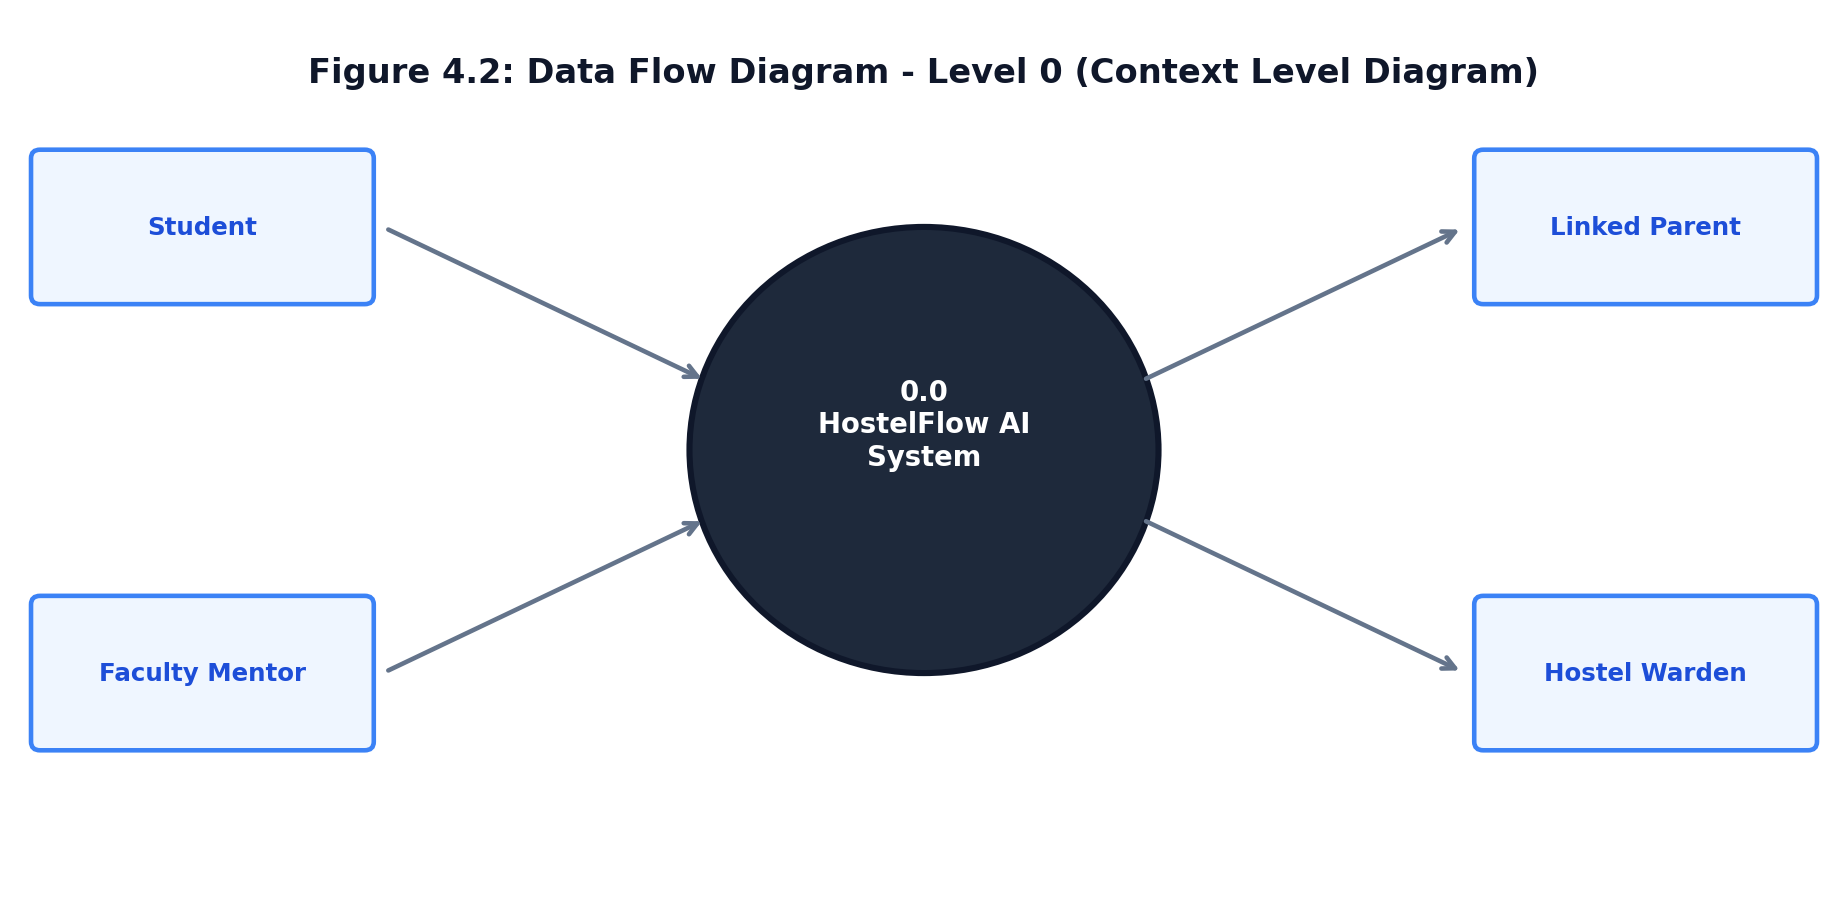 Figure 4.2: Data Flow Diagram - Level 0 (Context Level Diagram)
Student
Linked Parent
0.0
HostelFlow AI
System
Faculty Mentor
Hostel Warden